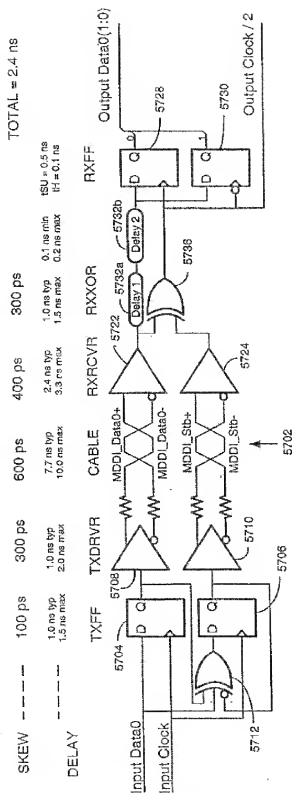 SKEW ---- 100 ps 300 ps 600 ps 400 ps 300 ps TOTAL = 2.4 ns
DELAY ---- 1.0 ns typ 1.0 ns typ 7.7 ns typ 2.4 ns typ 1.0 ns typ 0.1 ns min tSU = 0.5 ns
1.5 ns max 2.0 ns max 10.0 ns max 3.3 ns max 1.5 ns max 0.2 ns max tH = 0.1 ns
TXFF TXDRVR CABLE RXRCVR RXXOR RXFF
Output Data0(1:0)
5704
5708
5722
5732a
5732b
5728
Input Data0
D Q
MDDI_Data0+
MDDI_Data0-
Delay 1
Delay 2
D Q
0
Input Clock
5736
5730
D Q
1
5712
D Q
5706
5710
MDDI_Stb+
MDDI_Stb-
5724
5702
Output Clock / 2